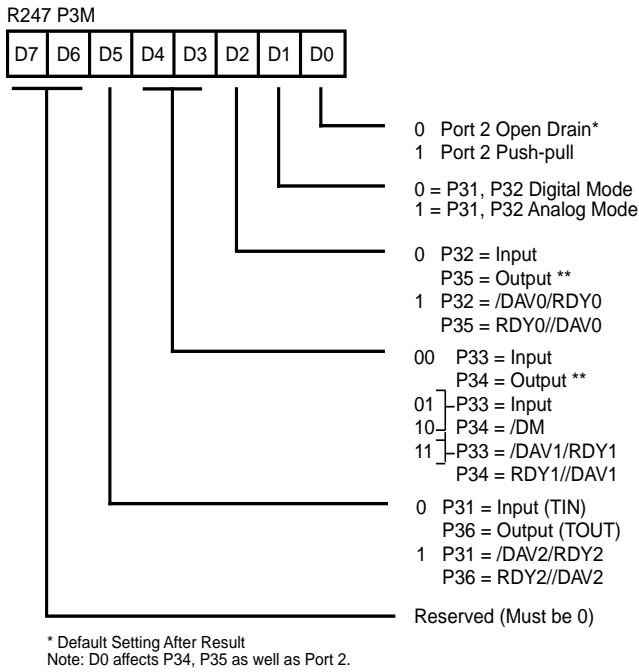 R247 P3M
D7 D6 D5 D4 D3 D2 D1 D0
0 Port 2 Open Drain*
1 Port 2 Push-pull
0 = P31, P32 Digital Mode
1 = P31, P32 Analog Mode
0 P32 = Input
P35 = Output **
1 P32 = /DAV0/RDY0
P35 = RDY0//DAV0
00 P33 = Input
P34 = Output **
01 P33 = Input
10 P34 = /DM
11 P33 = /DAV1/RDY1
P34 = RDY1//DAV1
0 P31 = Input (TIN)
P36 = Output (TOUT)
1 P31 = /DAV2/RDY2
P36 = RDY2//DAV2
Reserved (Must be 0)
* Default Setting After Result
Note: D0 affects P34, P35 as well as Port 2.